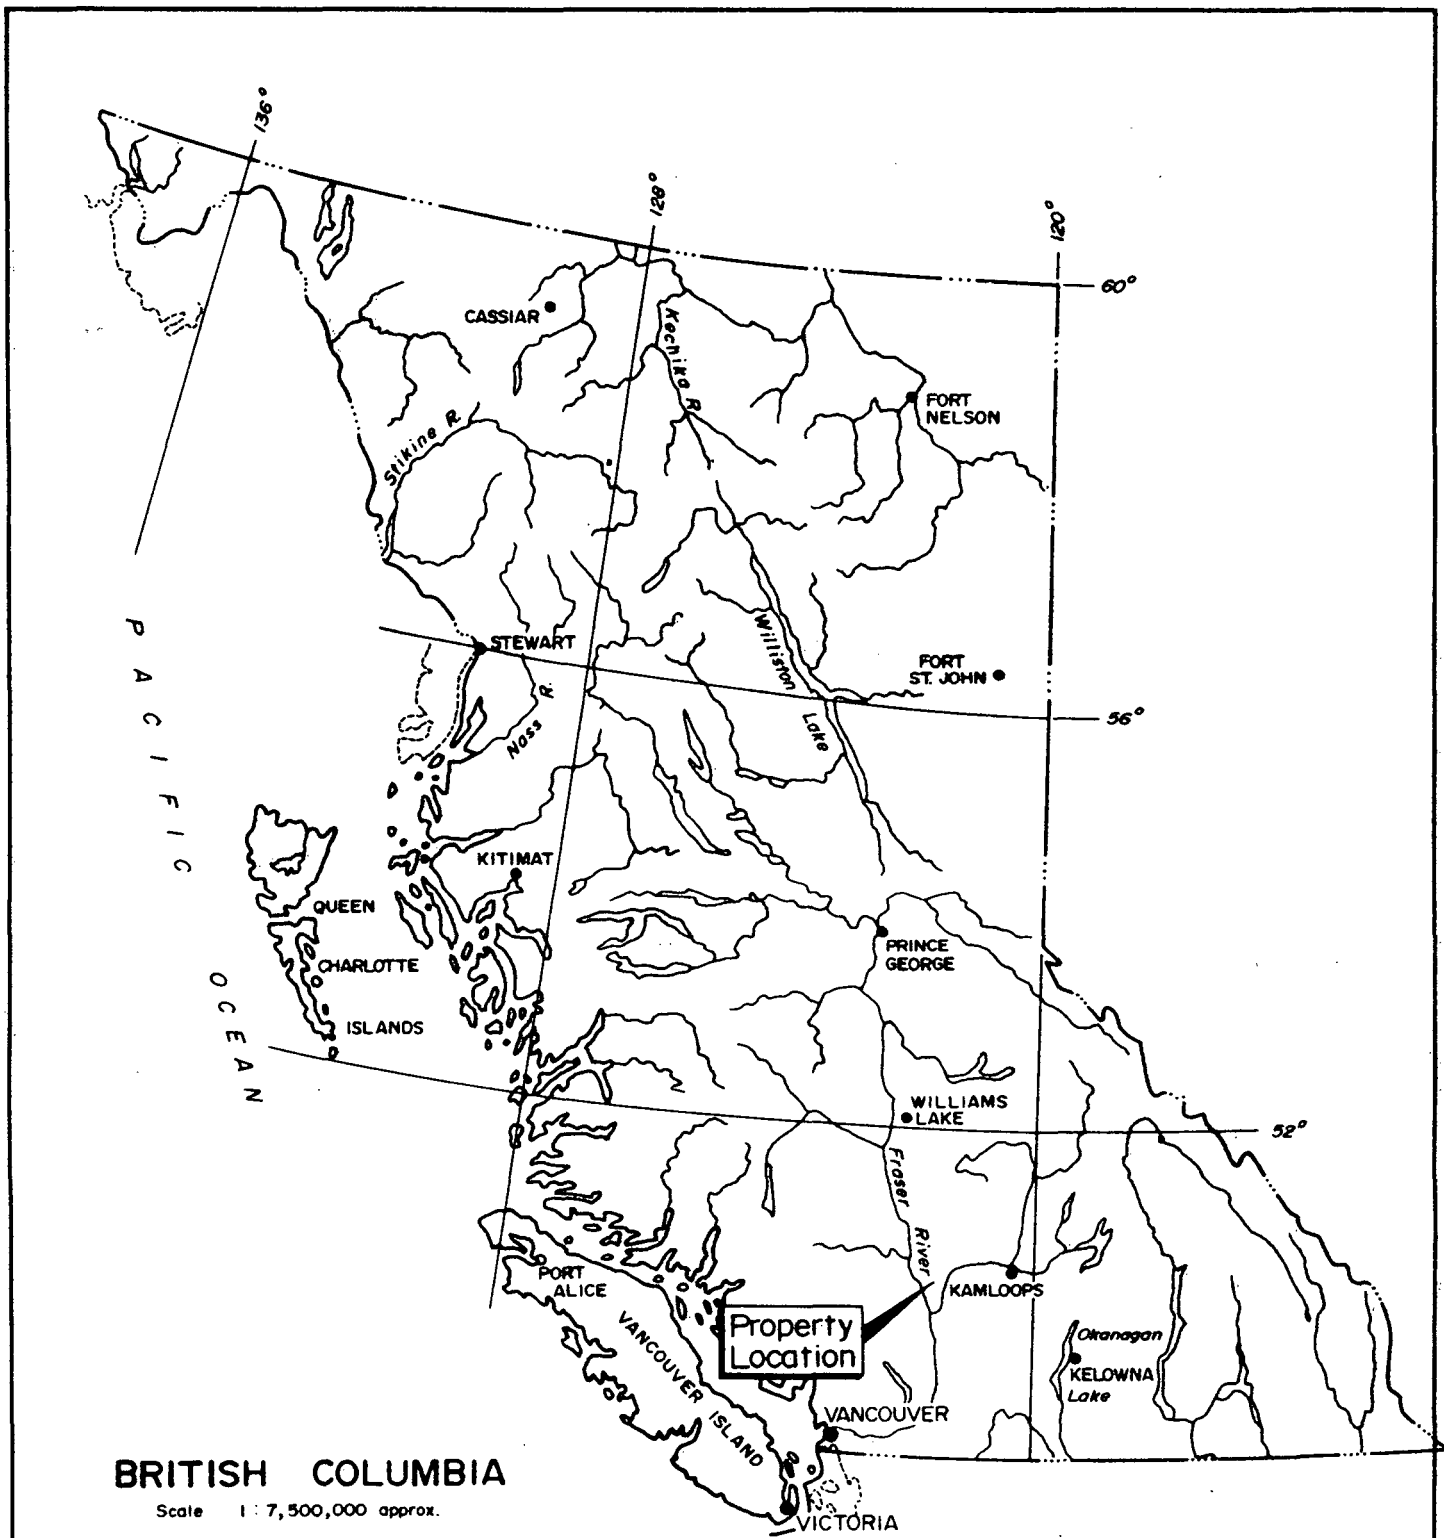 136°
128°
120°
60°
CASSIAR
Kechika R
FORT
NELSON
Stikine R.
STEWART
Williston
Lake
FORT
ST. JOHN
56°
Nass R.
PACIFIC
OCEAN
KITIMAT
QUEEN
CHARLOTTE
ISLANDS
PRINCE
GEORGE
WILLIAMS
LAKE
52°
Fraser
River
PORT
ALICE
KAMLOOPS
VANCOUVER ISLAND
Property
Location
Okanagan
KELOWNA
Lake
VANCOUVER
BRITISH COLUMBIA
Scale 1 : 7,500,000 approx.
VICTORIA